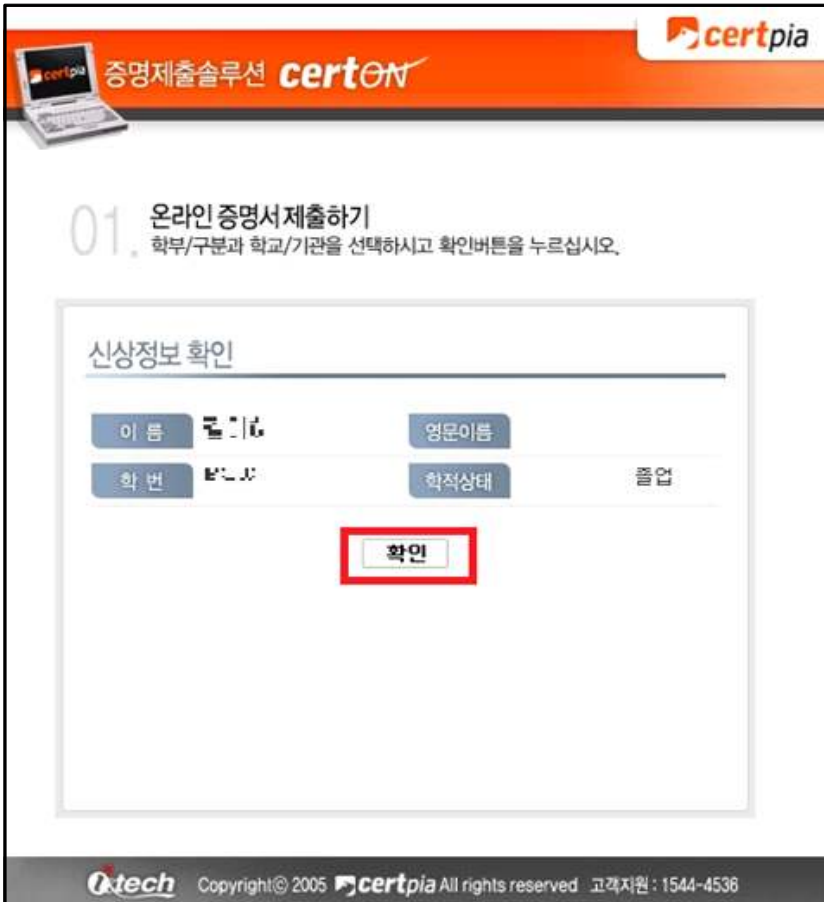 certpia
certpia
증명제출솔루션 certON
01.
온라인 증명서 제출하기
학부/구분과 학교/기관을 선택하시고 확인버튼을 누르십시오.
신상정보 확인
이 름 영문이름
학 번 학적상태 졸업
확인
itech Copyright© 2005 certpia All rights reserved 고객지원 : 1544-4536